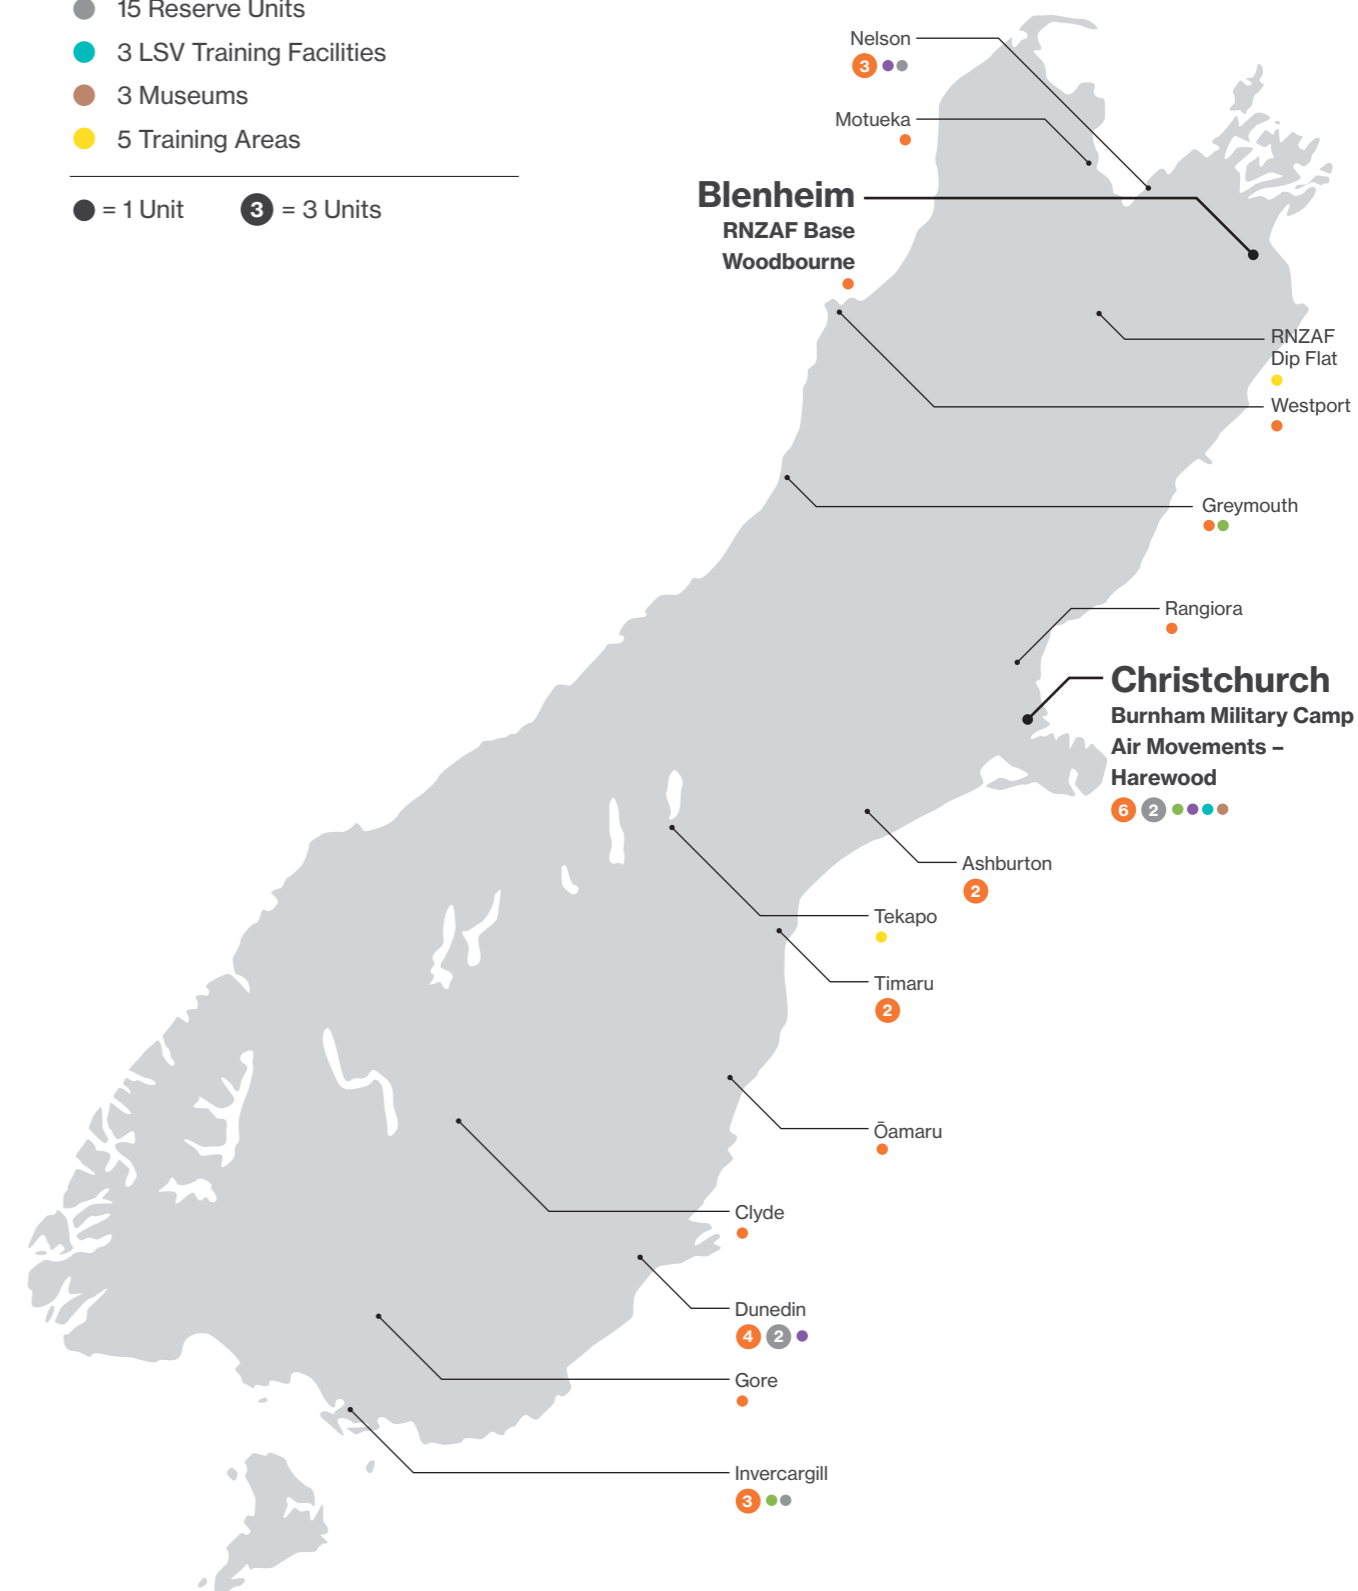 15 Reserve Units
3 LSV Training Facilities
3 Museums
5 Training Areas
= 1 Unit
3 = 3 Units
Nelson
3
Motueka
Blenheim
RNZAF Base
Woodbourne
RNZAF
Dip Flat
Westport
Greymouth
Rangiora
Christchurch
Burnham Military Camp
Air Movements –
Harewood
6 2
Ashburton
2
Tekapo
Timaru
2
Ōamaru
Clyde
Dunedin
4 2
Gore
Invercargill
3